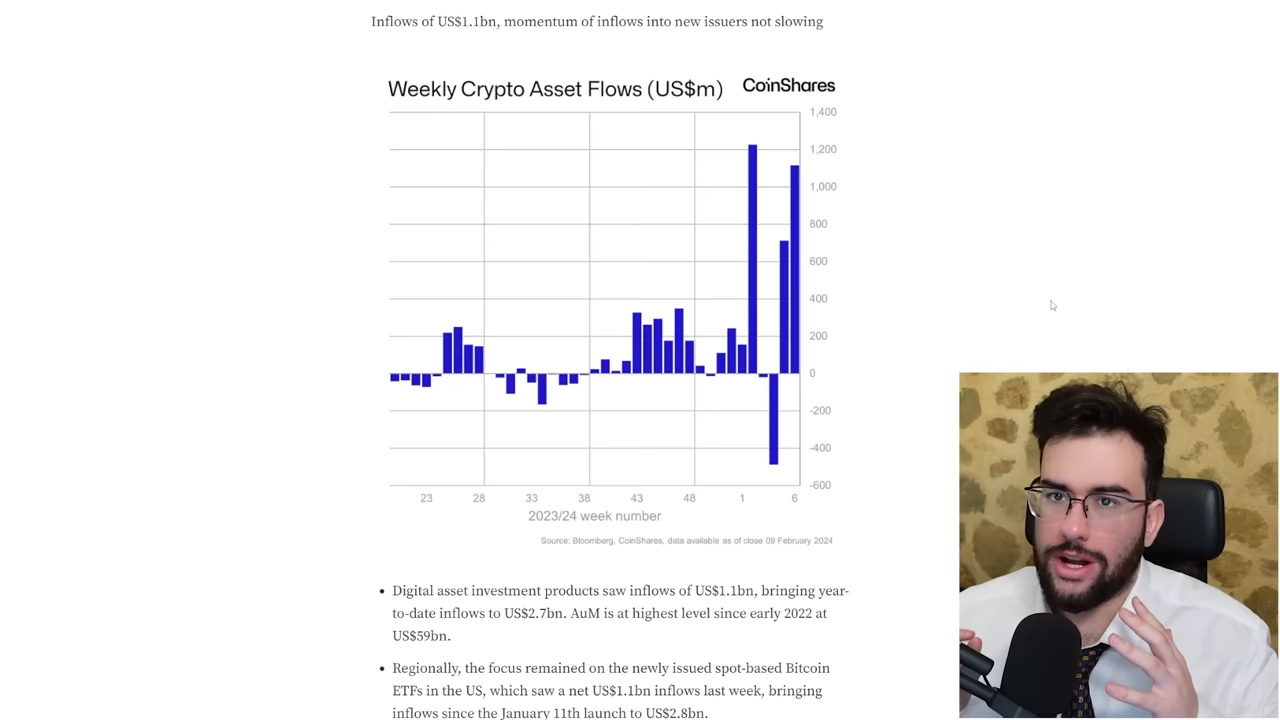 Inflows of US$1.1bn, momentum of inflows into new issuers not slowing
Weekly Crypto Asset Flows (US$m)
CoinShares
1,400
1,200
1,000
800
600
400
200
0
-200
-400
-600
23 28 33 38 43 48 1 6
2023/24 week number
Source: Bloomberg, CoinShares, data available as of close 09 February 2024
• Digital asset investment products saw inflows of US$1.1bn, bringing year-
to-date inflows to US$2.7bn. AuM is at highest level since early 2022 at
US$59bn.
• Regionally, the focus remained on the newly issued spot-based Bitcoin
ETFs in the US, which saw a net US$1.1bn inflows last week, bringing
inflows since the January 11th launch to US$2.8bn.